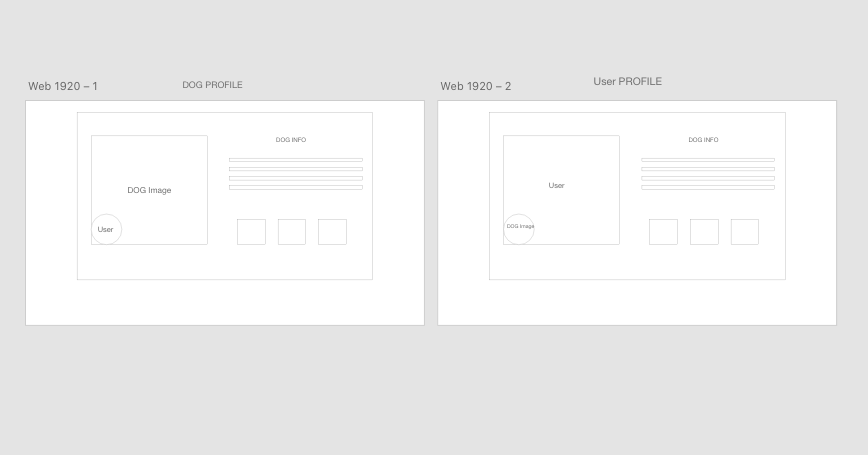 Web 1920 – 1
DOG PROFILE
DOG INFO
DOG Image
User
Web 1920 – 2
User PROFILE
DOG INFO
User
DOG Image